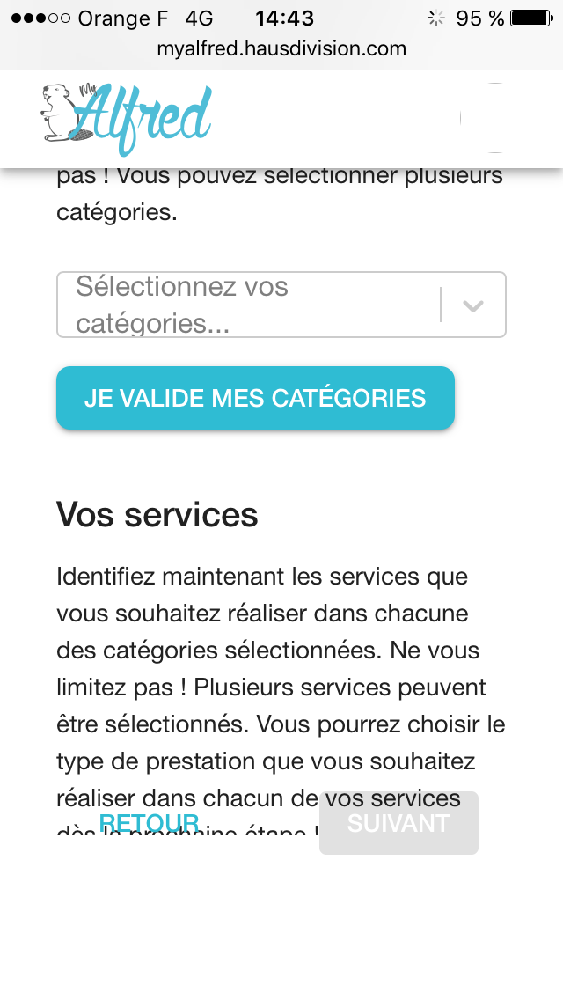 Orange F 4G 14:43 95 %
myalfred.hausdivision.com
My Alfred
pas ! Vous pouvez sélectionner plusieurs
catégories.
Sélectionnez vos
catégories...
JE VALIDE MES CATÉGORIES
Vos services
Identifiez maintenant les services que
vous souhaitez réaliser dans chacune
des catégories sélectionnées. Ne vous
limitez pas ! Plusieurs services peuvent
être sélectionnés. Vous pourrez choisir le
type de prestation que vous souhaitez
réaliser dans chacun de vos services
dès la prochaine étape !
RETOUR SUIVANT